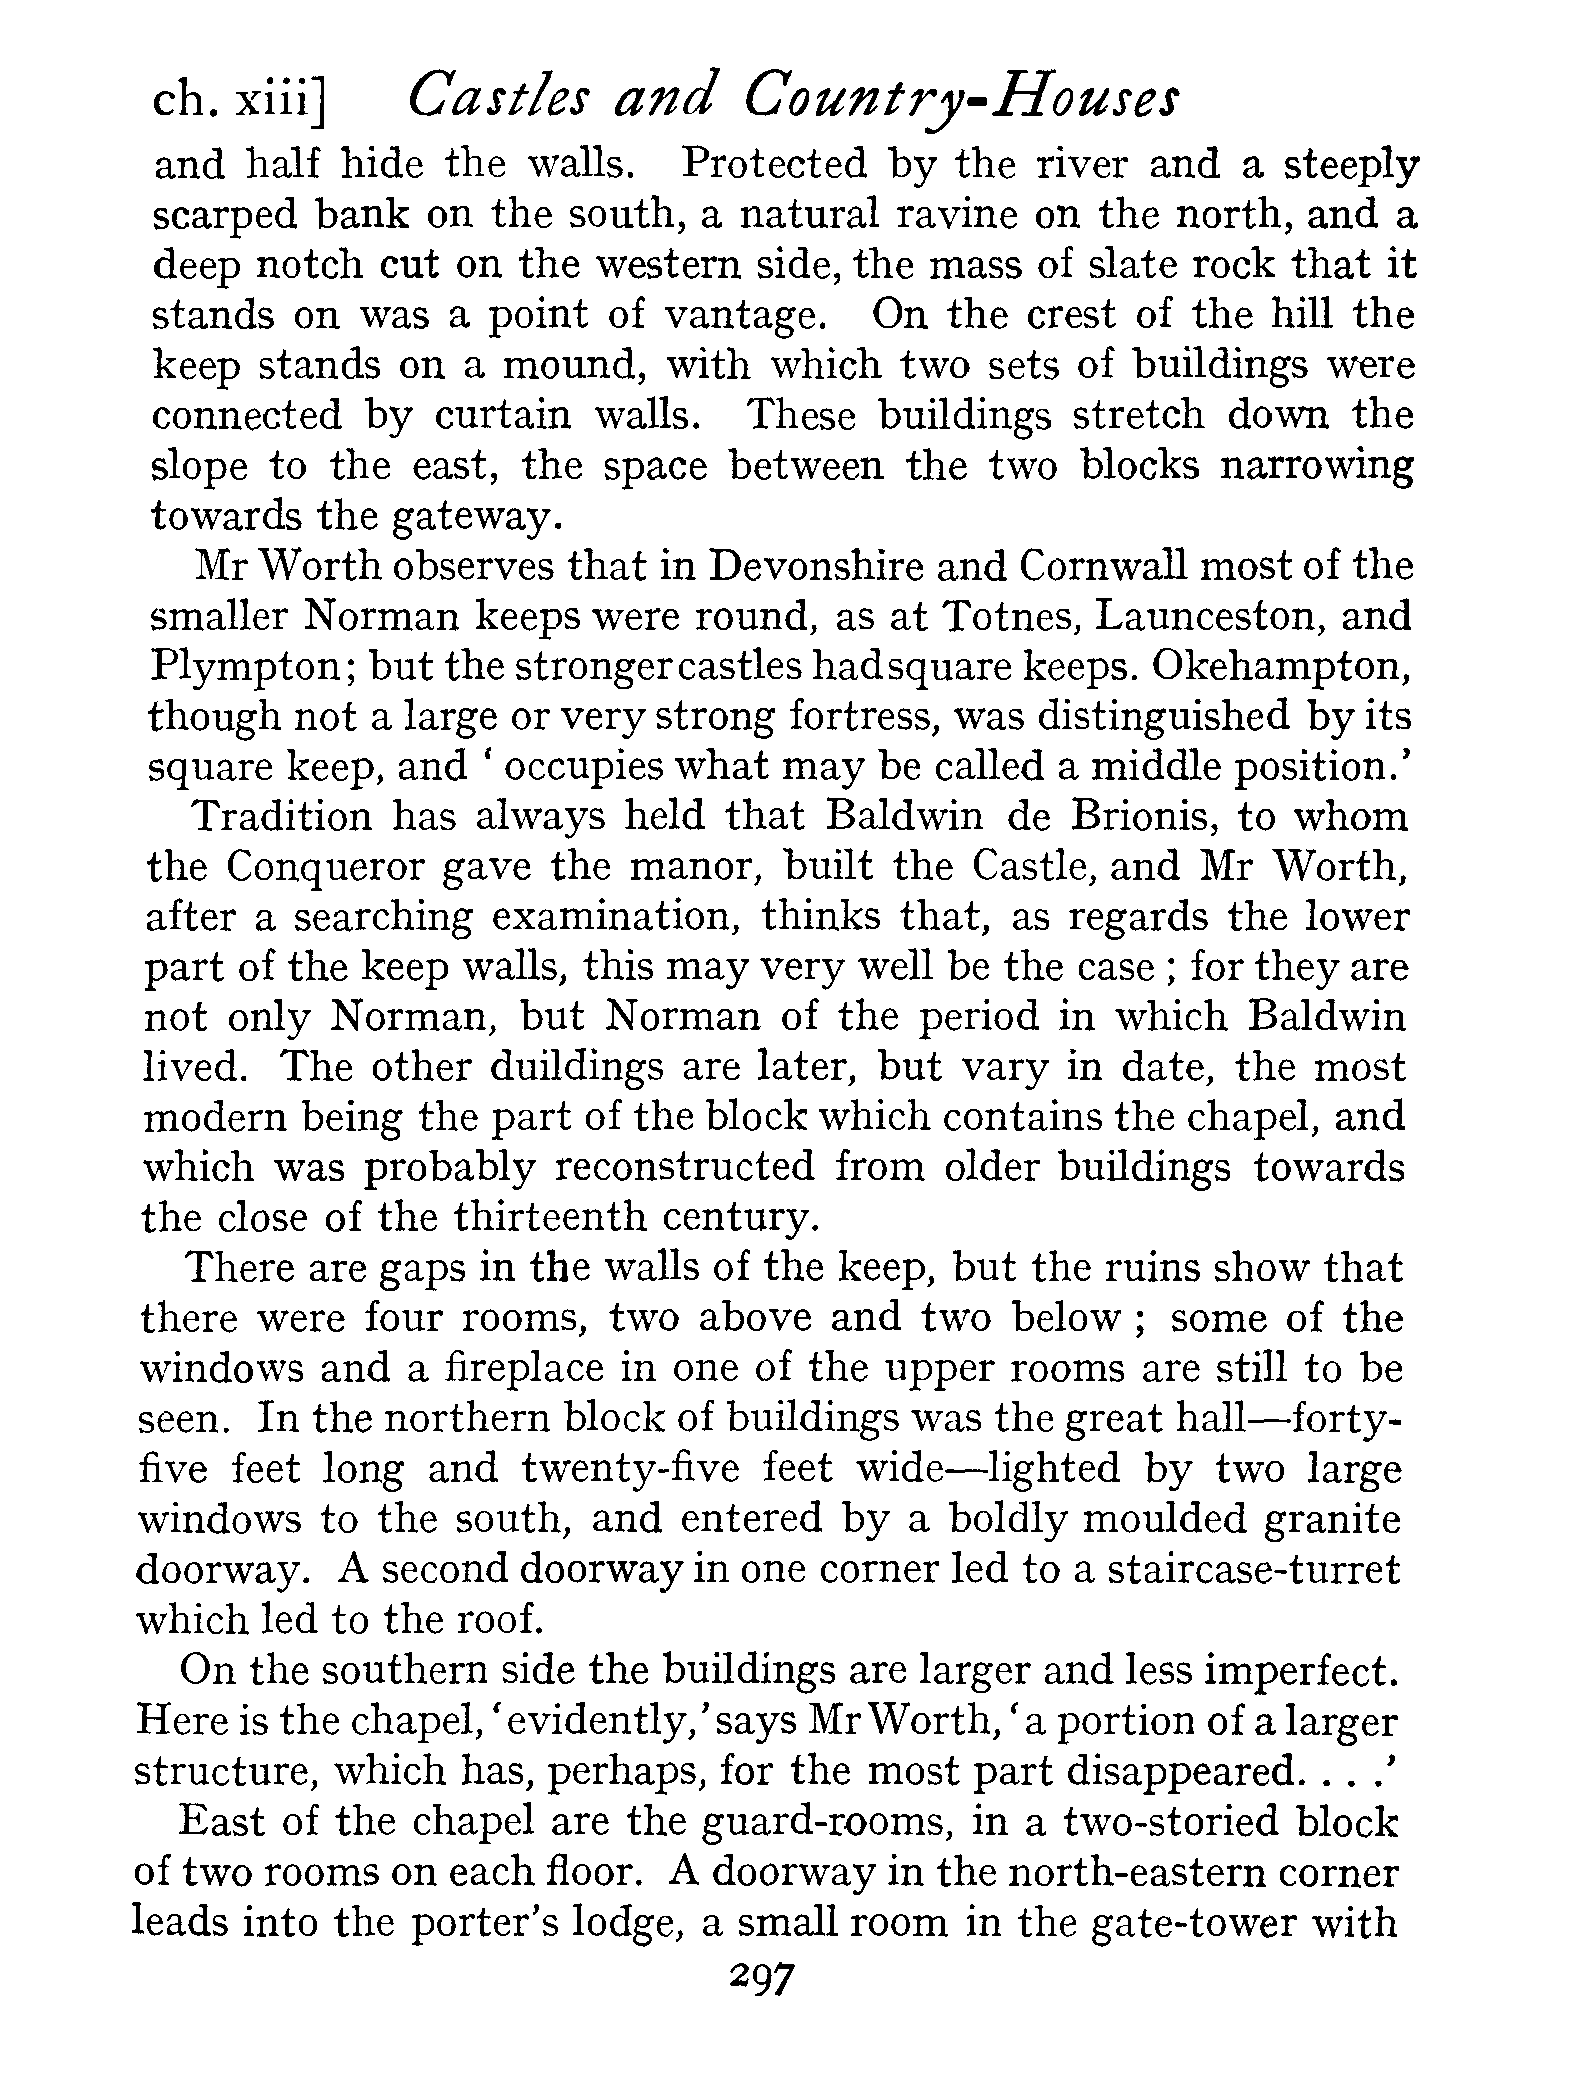 ch. xiii] Castles and Country-Houses
and half hide the walls. Protected by the river and a steeply
scarped bank on the south, a natural ravine on the north, and a
deep notch cut on the western side, the mass of slate rock that it
stands on was a point of vantage. On the crest of the hill the
keep stands on a mound, with which two sets of buildings were
connected by curtain walls. These buildings stretch down the
slope to the east, the space between the two blocks narrowing
towards the gateway.
Mr Worth observes that in Devonshire and Cornwall most of the
smaller Norman keeps were round, as at Totnes, Launceston, and
Plympton; but the stronger castles had square keeps. Okehampton,
though not a large or very strong fortress, was distinguished by its
square keep, and ‘ occupies what may be called a middle position.’
Tradition has always held that Baldwin de Brionis, to whom
the Conqueror gave the manor, built the Castle, and Mr Worth,
after a searching examination, thinks that, as regards the lower
part of the keep walls, this may very well be the case ; for they are
not only Norman, but Norman of the period in which Baldwin
lived. The other duildings are later, but vary in date, the most
modern being the part of the block which contains the chapel, and
which was probably reconstructed from older buildings towards
the close of the thirteenth century.
There are gaps in the walls of the keep, but the ruins show that
there were four rooms, two above and two below ; some of the
windows and a fireplace in one of the upper rooms are still to be
seen. In the northern block of buildings was the great hall—forty-
five feet long and twenty-five feet wide—lighted by two large
windows to the south, and entered by a boldly moulded granite
doorway. A second doorway in one corner led to a staircase-turret
which led to the roof.
On the southern side the buildings are larger and less imperfect.
Here is the chapel, ‘ evidently,’ says Mr Worth, ‘ a portion of a larger
structure, which has, perhaps, for the most part disappeared. . . .’
East of the chapel are the guard-rooms, in a two-storied block
of two rooms on each floor. A doorway in the north-eastern corner
leads into the porter’s lodge, a small room in the gate-tower with
297